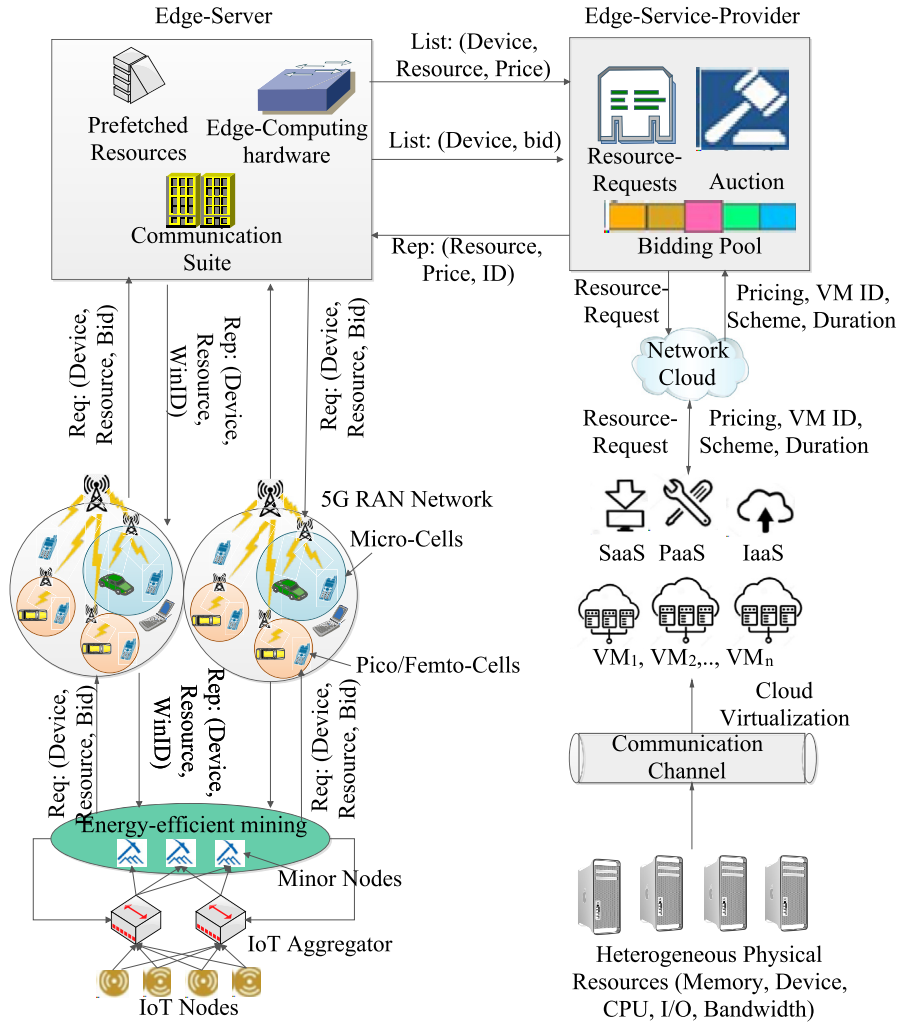 Edge-Server
Edge-Service-Provider
List: (Device,
Resource, Price)
Prefetched
Resources
Edge-Computing
hardware
List: (Device, bid)
Resource-
Requests
Auction
Communication
Suite
Bidding Pool
Rep: (Resource,
Price, ID)
Resource-
Request
Pricing, VM ID,
Scheme, Duration
Req: (Device,
Resource, Bid)
Rep: (Device,
Resource,
WinID)
Req: (Device,
Resource, Bid)
Network
Cloud
Resource-
Request
Pricing, VM ID,
Scheme, Duration
5G RAN Network
Micro-Cells
SaaS
PaaS
IaaS
Pico/Femto-Cells
VM₁, VM₂,.., VMₙ
Req: (Device,
Resource, Bid)
Rep: (Device,
Resource,
WinID)
Req: (Device,
Resource, Bid)
Cloud
Virtualization
Communication
Channel
Energy-efficient mining
Minor Nodes
IoT Aggregator
IoT Nodes
Heterogeneous Physical
Resources (Memory, Device,
CPU, I/O, Bandwidth)